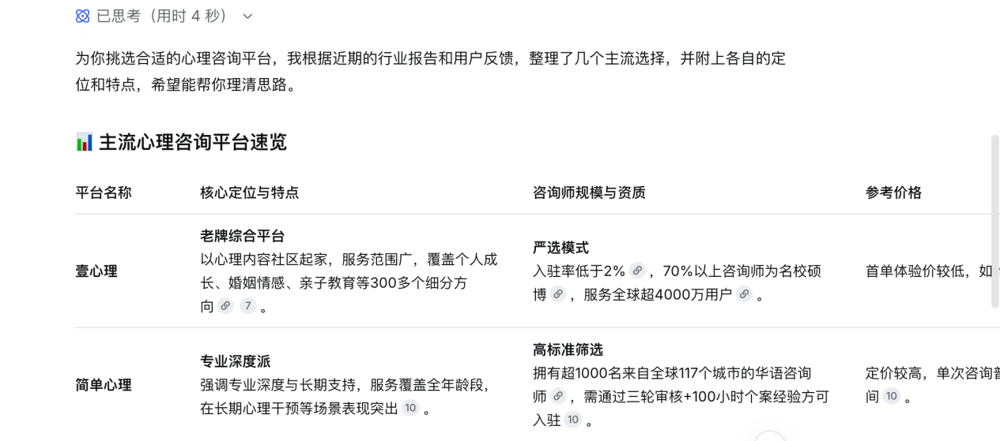 已思考（用时 4 秒）
为你挑选合适的心理咨询平台，我根据近期的行业报告和用户反馈，整理了几个主流选择，并附上各自的定
位和特点，希望能帮你理清思路。
主流心理咨询平台速览
平台名称 核心定位与特点 咨询师规模与资质 参考价格
壹心理
老牌综合平台
以心理内容社区起家，服务范围广，覆盖个人成
长、婚姻情感、亲子教育等300多个细分方
向 7 。
严选模式
入驻率低于2% ，70%以上咨询师为名校硕
博 ，服务全球超4000万用户 。
首单体验价较低，如
简单心理
专业深度派
强调专业深度与长期支持，服务覆盖全年龄段，
在长期心理干预等场景表现突出 10 。
高标准筛选
拥有超1000名来自全球117个城市的华语咨询
师 ，需通过三轮审核+100小时个案经验方可
入驻 10 。
定价较高，单次咨询普
间 10 。